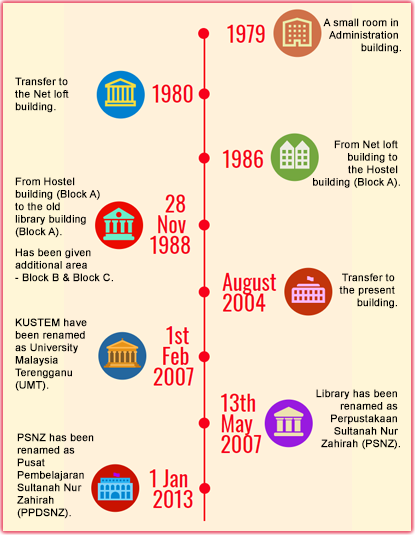 1979
A small room in
Administration
building.
Transfer to
the Net loft
building.
1980
1986
From Net loft
building to
the Hostel
building (Block A).
From Hostel
building (Block A)
to the old
library building
(Block A).
Has been given
additional area
- Block B & Block C.
28
Nov
1988
August
2004
Transfer to
the present
building.
KUSTEM have
been renamed
as University
Malaysia
Terengganu
(UMT).
1st
Feb
2007
13th
May
2007
Library has been
renamed as
Perpustakaan
Sultanah Nur
Zahirah (PSNZ).
PSNZ has been
renamed as
Pusat
Pembelajaran
Sultanah Nur
Zahirah
(PPDSNZ).
1 Jan
2013